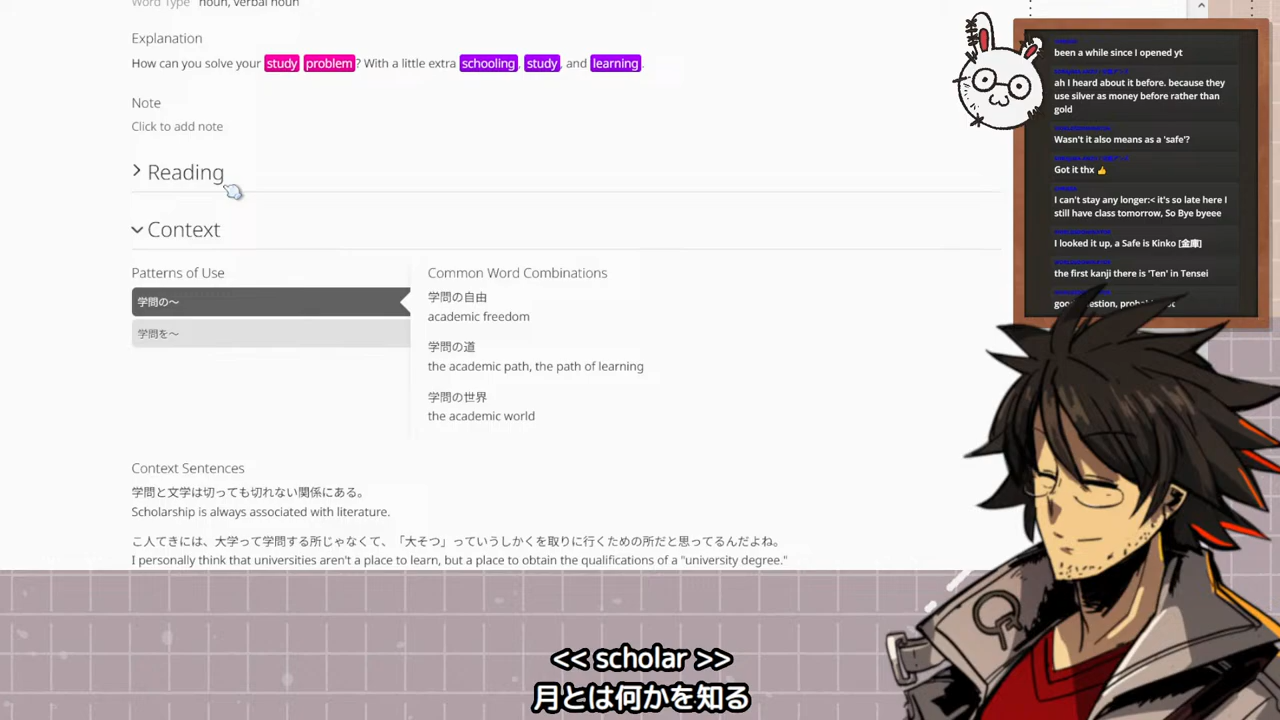 Word Type noun, verbal noun
Explanation
How can you solve your study problem? With a little extra schooling, study, and learning.
Note
Click to add note
Reading
Context
Patterns of Use
学問の〜
学問を〜
Common Word Combinations
学問の自由
academic freedom
学問の道
the academic path, the path of learning
学問の世界
the academic world
Context Sentences
学問と文学は切っても切れない関係にある。
Scholarship is always associated with literature.
こ人てきには、大学って学問する所じゃなくて、「大そつ」っていうしかくを取りに行くための所だと思ってるんだよね。
I personally think that universities aren't a place to learn, but a place to obtain the qualifications of a "university degree."
been a while since I opened yt
ah I heard about it before. because they
use silver as money before rather than
gold
Wasn't it also means as a 'safe'?
Got it thx 👍
I can't stay any longer:< it's so late here I
still have class tomorrow, So Bye byeee
I looked it up, a Safe is Kinko [金庫]
the first kanji there is 'Ten' in Tensei
<< scholar >>
月とは何かを知る